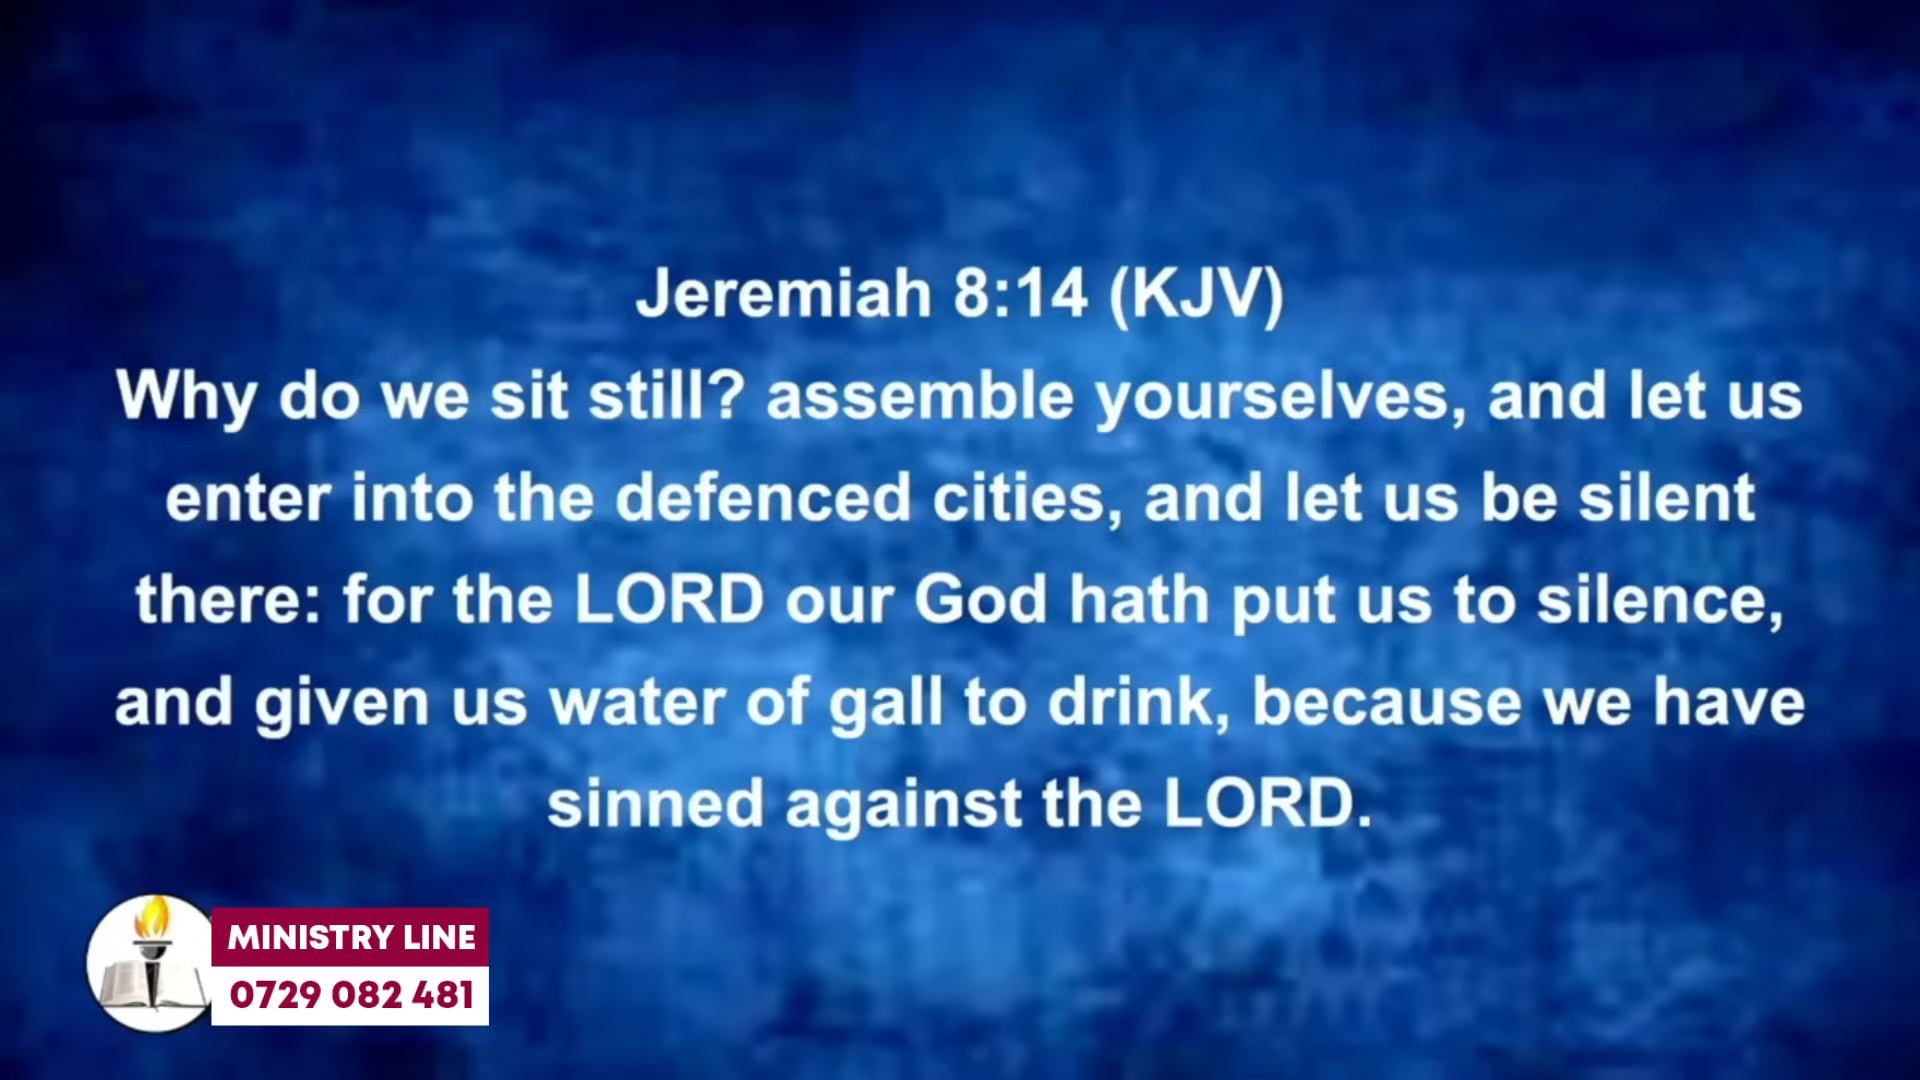 Jeremiah 8:14 (KJV)
Why do we sit still? assemble yourselves, and let us
enter into the defenced cities, and let us be silent
there: for the LORD our God hath put us to silence,
and given us water of gall to drink, because we have
sinned against the LORD.
MINISTRY LINE
0729 082 481